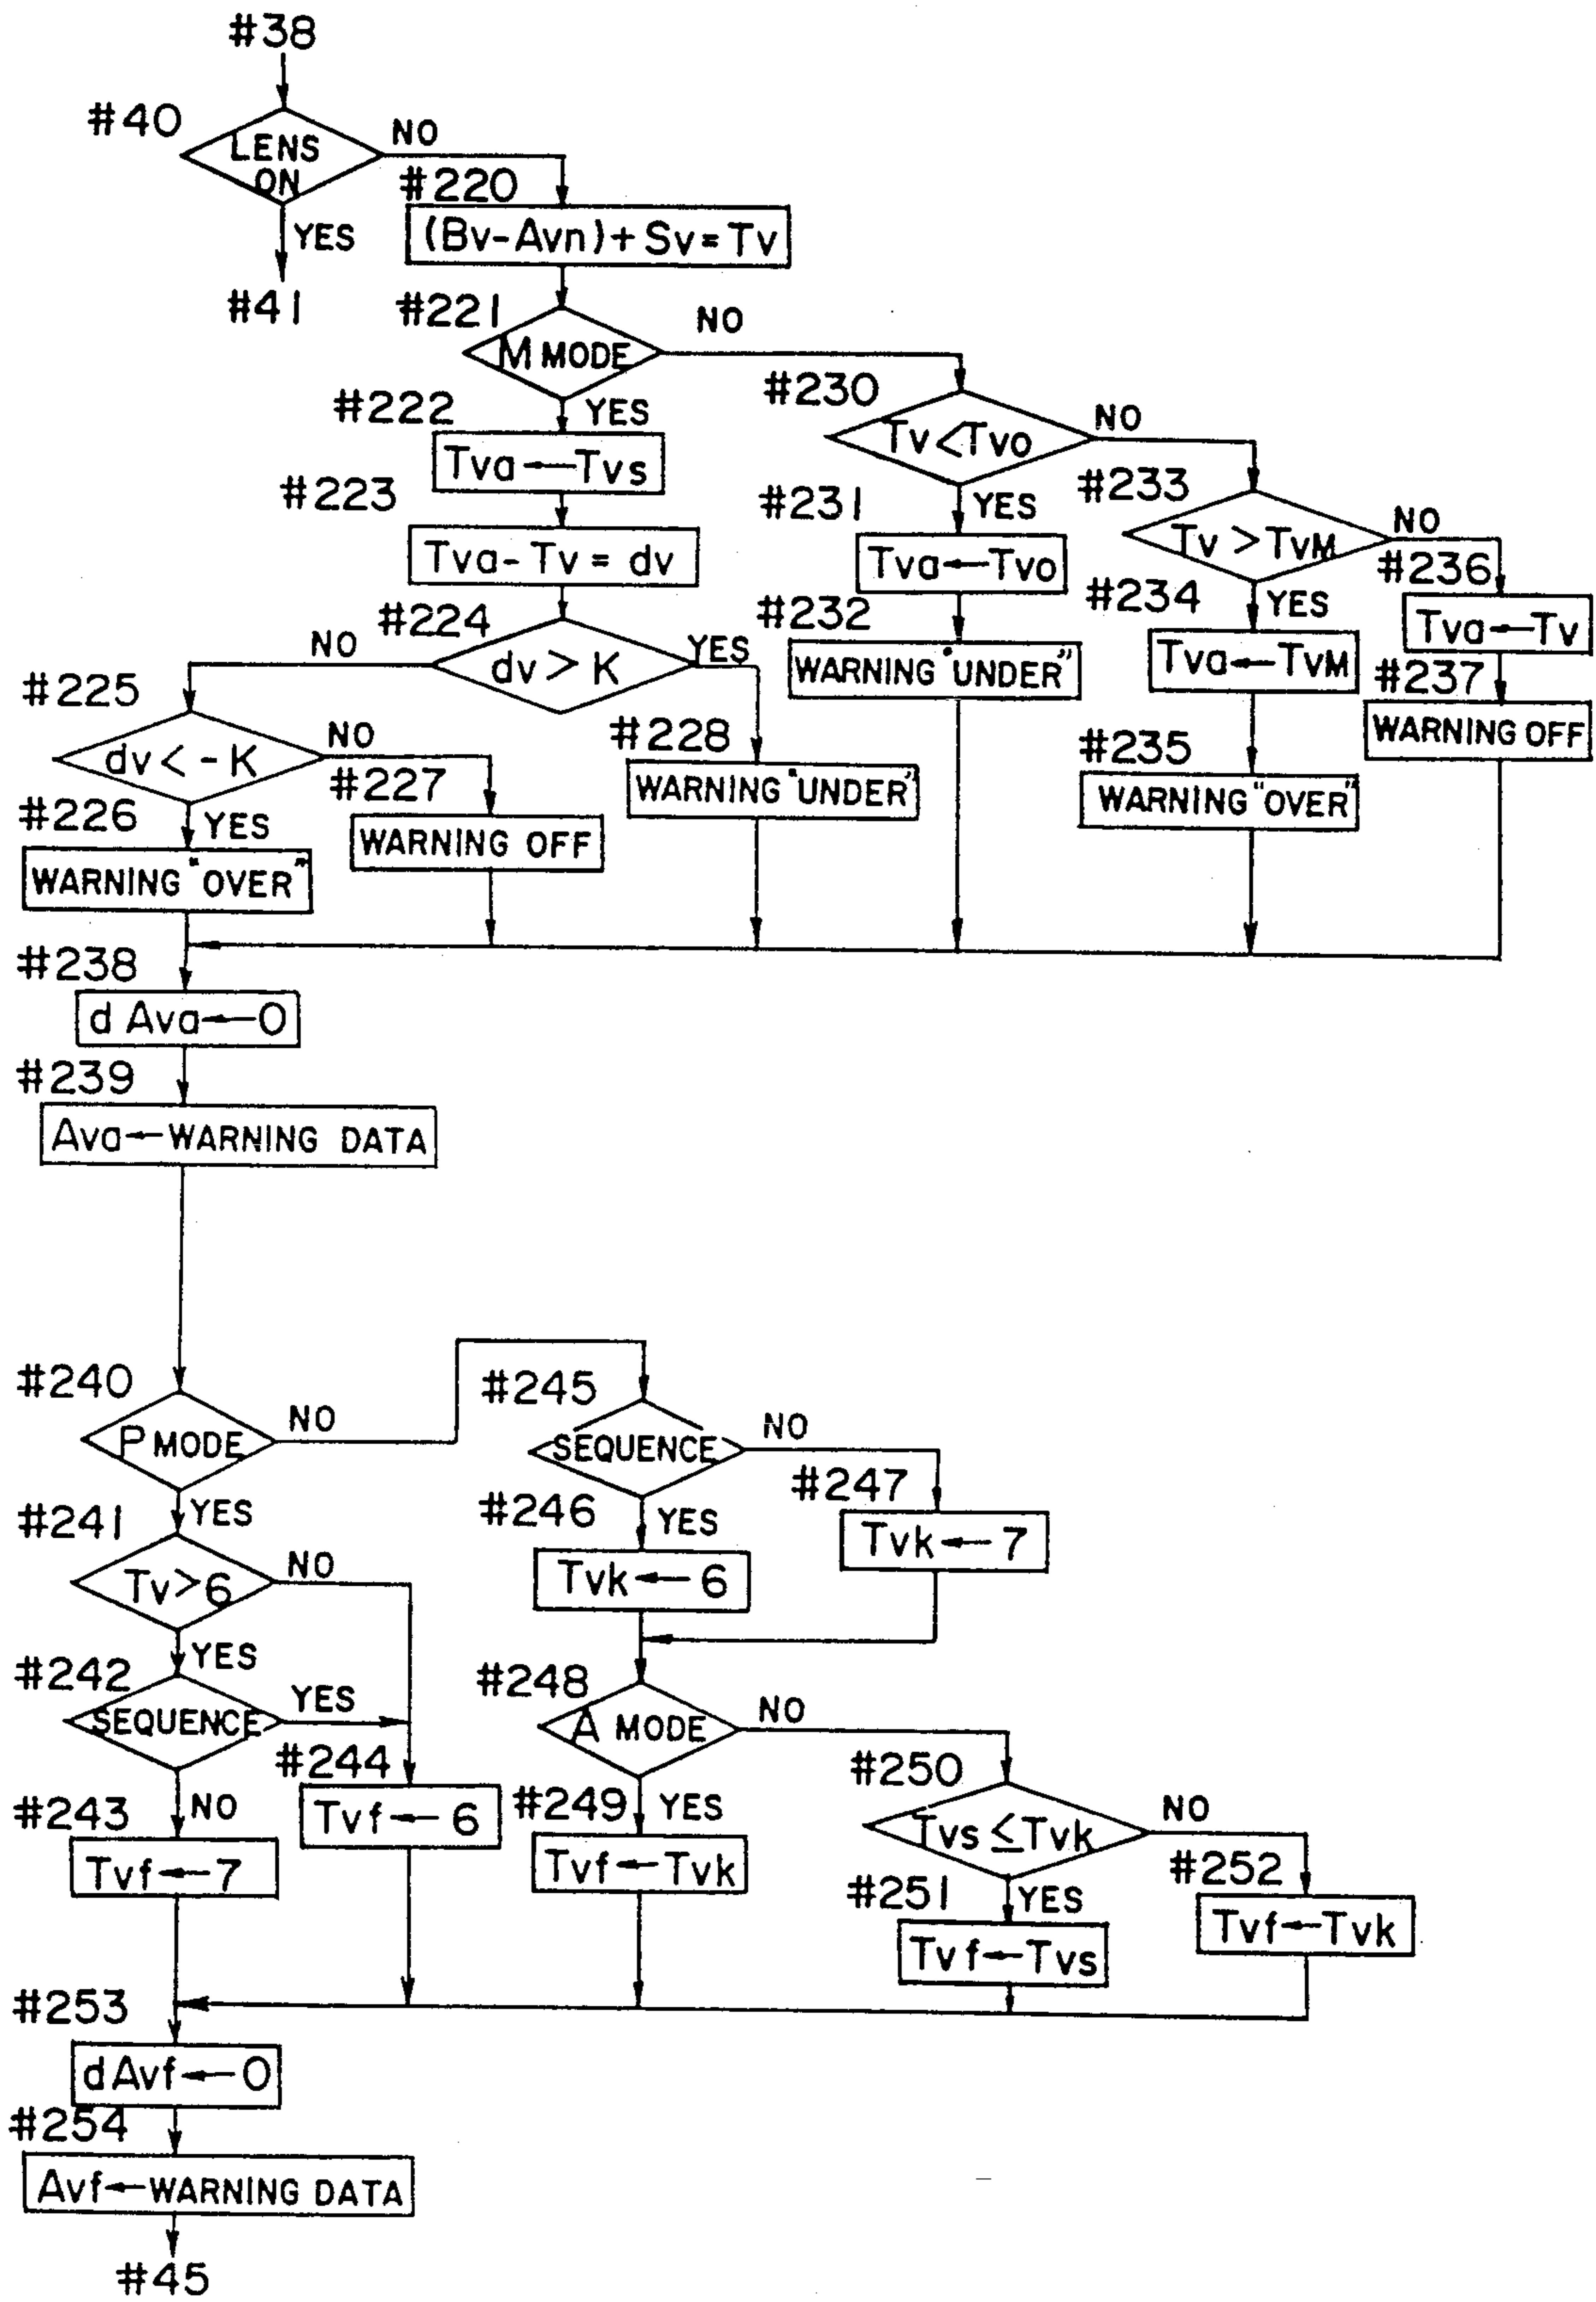 #38
#40
LENS
ON
NO
YES
#41
#220
(Bv-Avn)+Sv=Tv
#221
M MODE
NO
YES
#222
Tva←Tvs
#223
Tva-Tv=dv
#224
dv>K
NO
YES
#225
dv<-K
NO
YES
#226
WARNING "OVER"
#227
WARNING OFF
#228
WARNING "UNDER"
#230
Tv<Tvo
NO
YES
#231
Tva←Tvo
#232
WARNING "UNDER"
#233
Tv>TvM
NO
YES
#234
Tva←TvM
#235
WARNING "OVER"
#236
Tva←Tv
#237
WARNING OFF
#238
dAva←0
#239
Ava←WARNING DATA
#240
P MODE
NO
YES
#241
Tv>6
NO
YES
#242
SEQUENCE
YES
NO
#243
Tvf←7
#244
Tvf←6
#245
SEQUENCE
NO
YES
#246
Tvk←6
#247
Tvk←7
#248
A MODE
NO
YES
#249
Tvf←Tvk
#250
Tvs≤Tvk
NO
YES
#251
Tvf←Tvs
#252
Tvf←Tvk
#253
dAvf←0
#254
Avf←WARNING DATA
#45